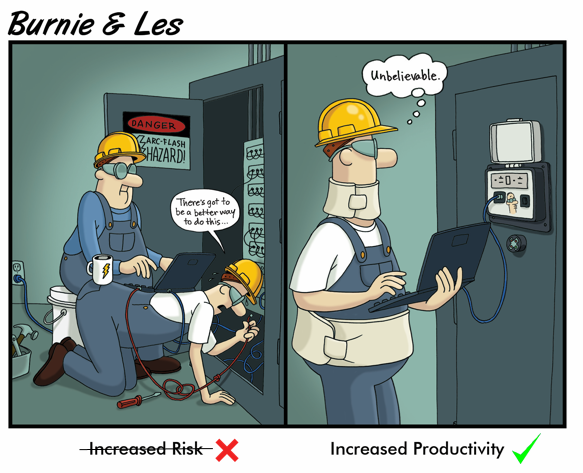 Burnie & Les
Unbelievable.
DANGER
ARC-FLASH
HAZARD!
There's got to
be a better way
to do this...
Increased Risk
Increased Productivity